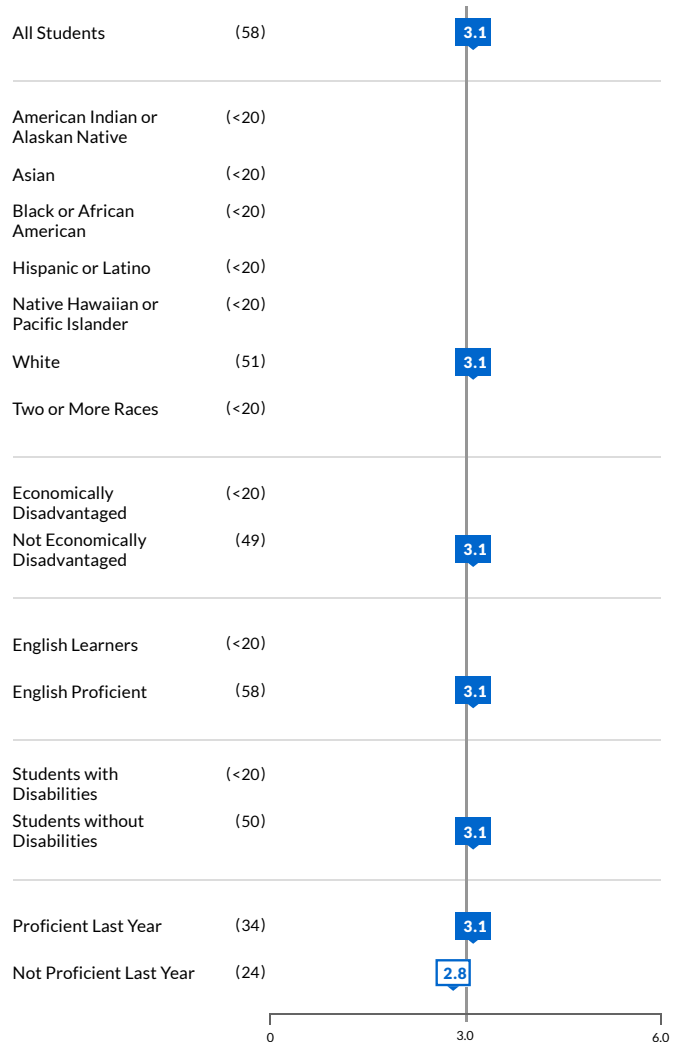 All Students (58) 3.1
American Indian or (<20)
Alaskan Native
Asian (<20)
Black or African (<20)
American
Hispanic or Latino (<20)
Native Hawaiian or (<20)
Pacific Islander
White (51) 3.1
Two or More Races (<20)
Economically (<20)
Disadvantaged
Not Economically (49) 3.1
Disadvantaged
English Learners (<20)
English Proficient (58) 3.1
Students with (<20)
Disabilities
Students without (50) 3.1
Disabilities
Proficient Last Year (34) 3.1
Not Proficient Last Year (24) 2.8
0 3.0 6.0